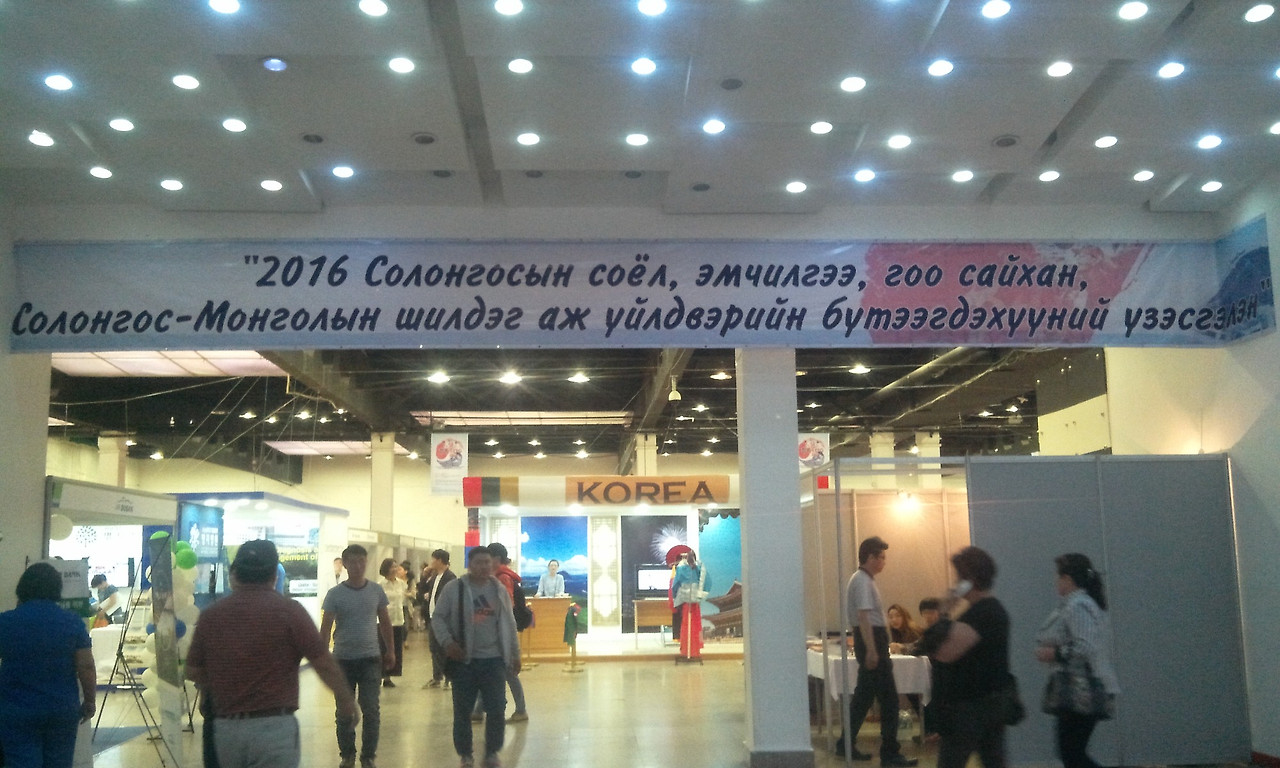 "2016 Солонгосын соёл, эмчилгээ, гоо сайхан,
Солонгос-Монголын шилдэг аж үйлдвэрийн бүтээгдэхүүний үзэсгэлэн"
KOREA